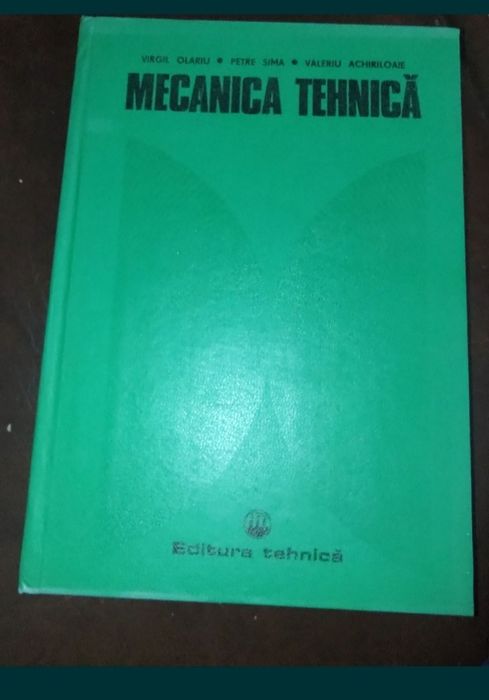 VIRGIL OLARIU • PETRE SIMA • VALERIU ACHIRILOAIE
MECANICA TEHNICĂ
Editura tehnică